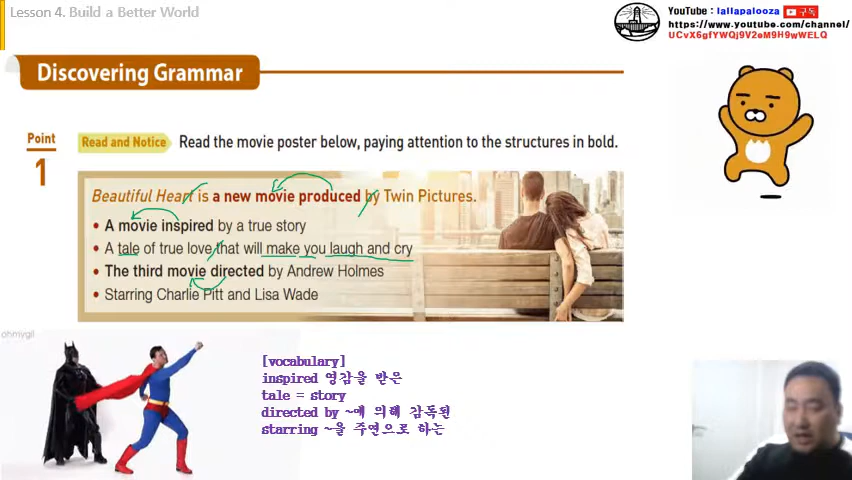 Lesson 4. Build a Better World
YouTube : lallapalooza 구독
https://www.youtube.com/channel/
UCvX6gfYWQj9V2eM9H9wWELQ
Discovering Grammar
Point
1
Read and Notice Read the movie poster below, paying attention to the structures in bold.
Beautiful Heart is a new movie produced by Twin Pictures.
• A movie inspired by a true story
• A tale of true love that will make you laugh and cry
• The third movie directed by Andrew Holmes
• Starring Charlie Pitt and Lisa Wade
ohmygil
[vocabulary]
inspired 영감을 받은
tale = story
directed by ~에 의해 감독된
starring ~을 주연으로 하는